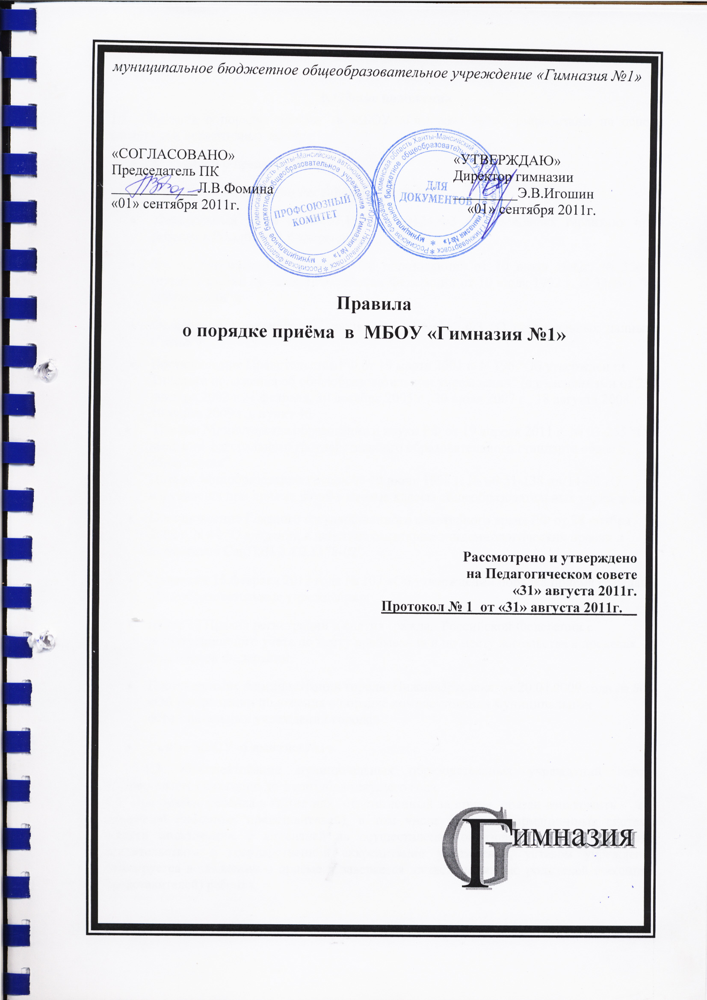 муниципальное бюджетное общеобразовательное учреждение «Гимназия №1»
«СОГЛАСОВАНО»
Председатель ПК
____________Л.В.Фомина
«01» сентября 2011г.
Российская Федерация Тюменская область Ханты-Мансийский автономный округ-Югра г.Нижневартовск
муниципальное бюджетное общеобразовательное учреждение «Гимназия №1»
ПРОФСОЮЗНЫЙ
КОМИТЕТ
Российская Федерация Тюменская область Ханты-Мансийский автономный округ-Югра г.Нижневартовск
муниципальное бюджетное общеобразовательное учреждение «Гимназия №1»
ДЛЯ
ДОКУМЕНТОВ
«УТВЕРЖДАЮ»
Директор гимназии
_________Э.В.Игошин
«01» сентября 2011г.
Правила
о порядке приёма в МБОУ «Гимназия №1»
Рассмотрено и утверждено
на Педагогическом совете
«31» августа 2011г.
Протокол № 1 от «31» августа 2011г.
Гимназия